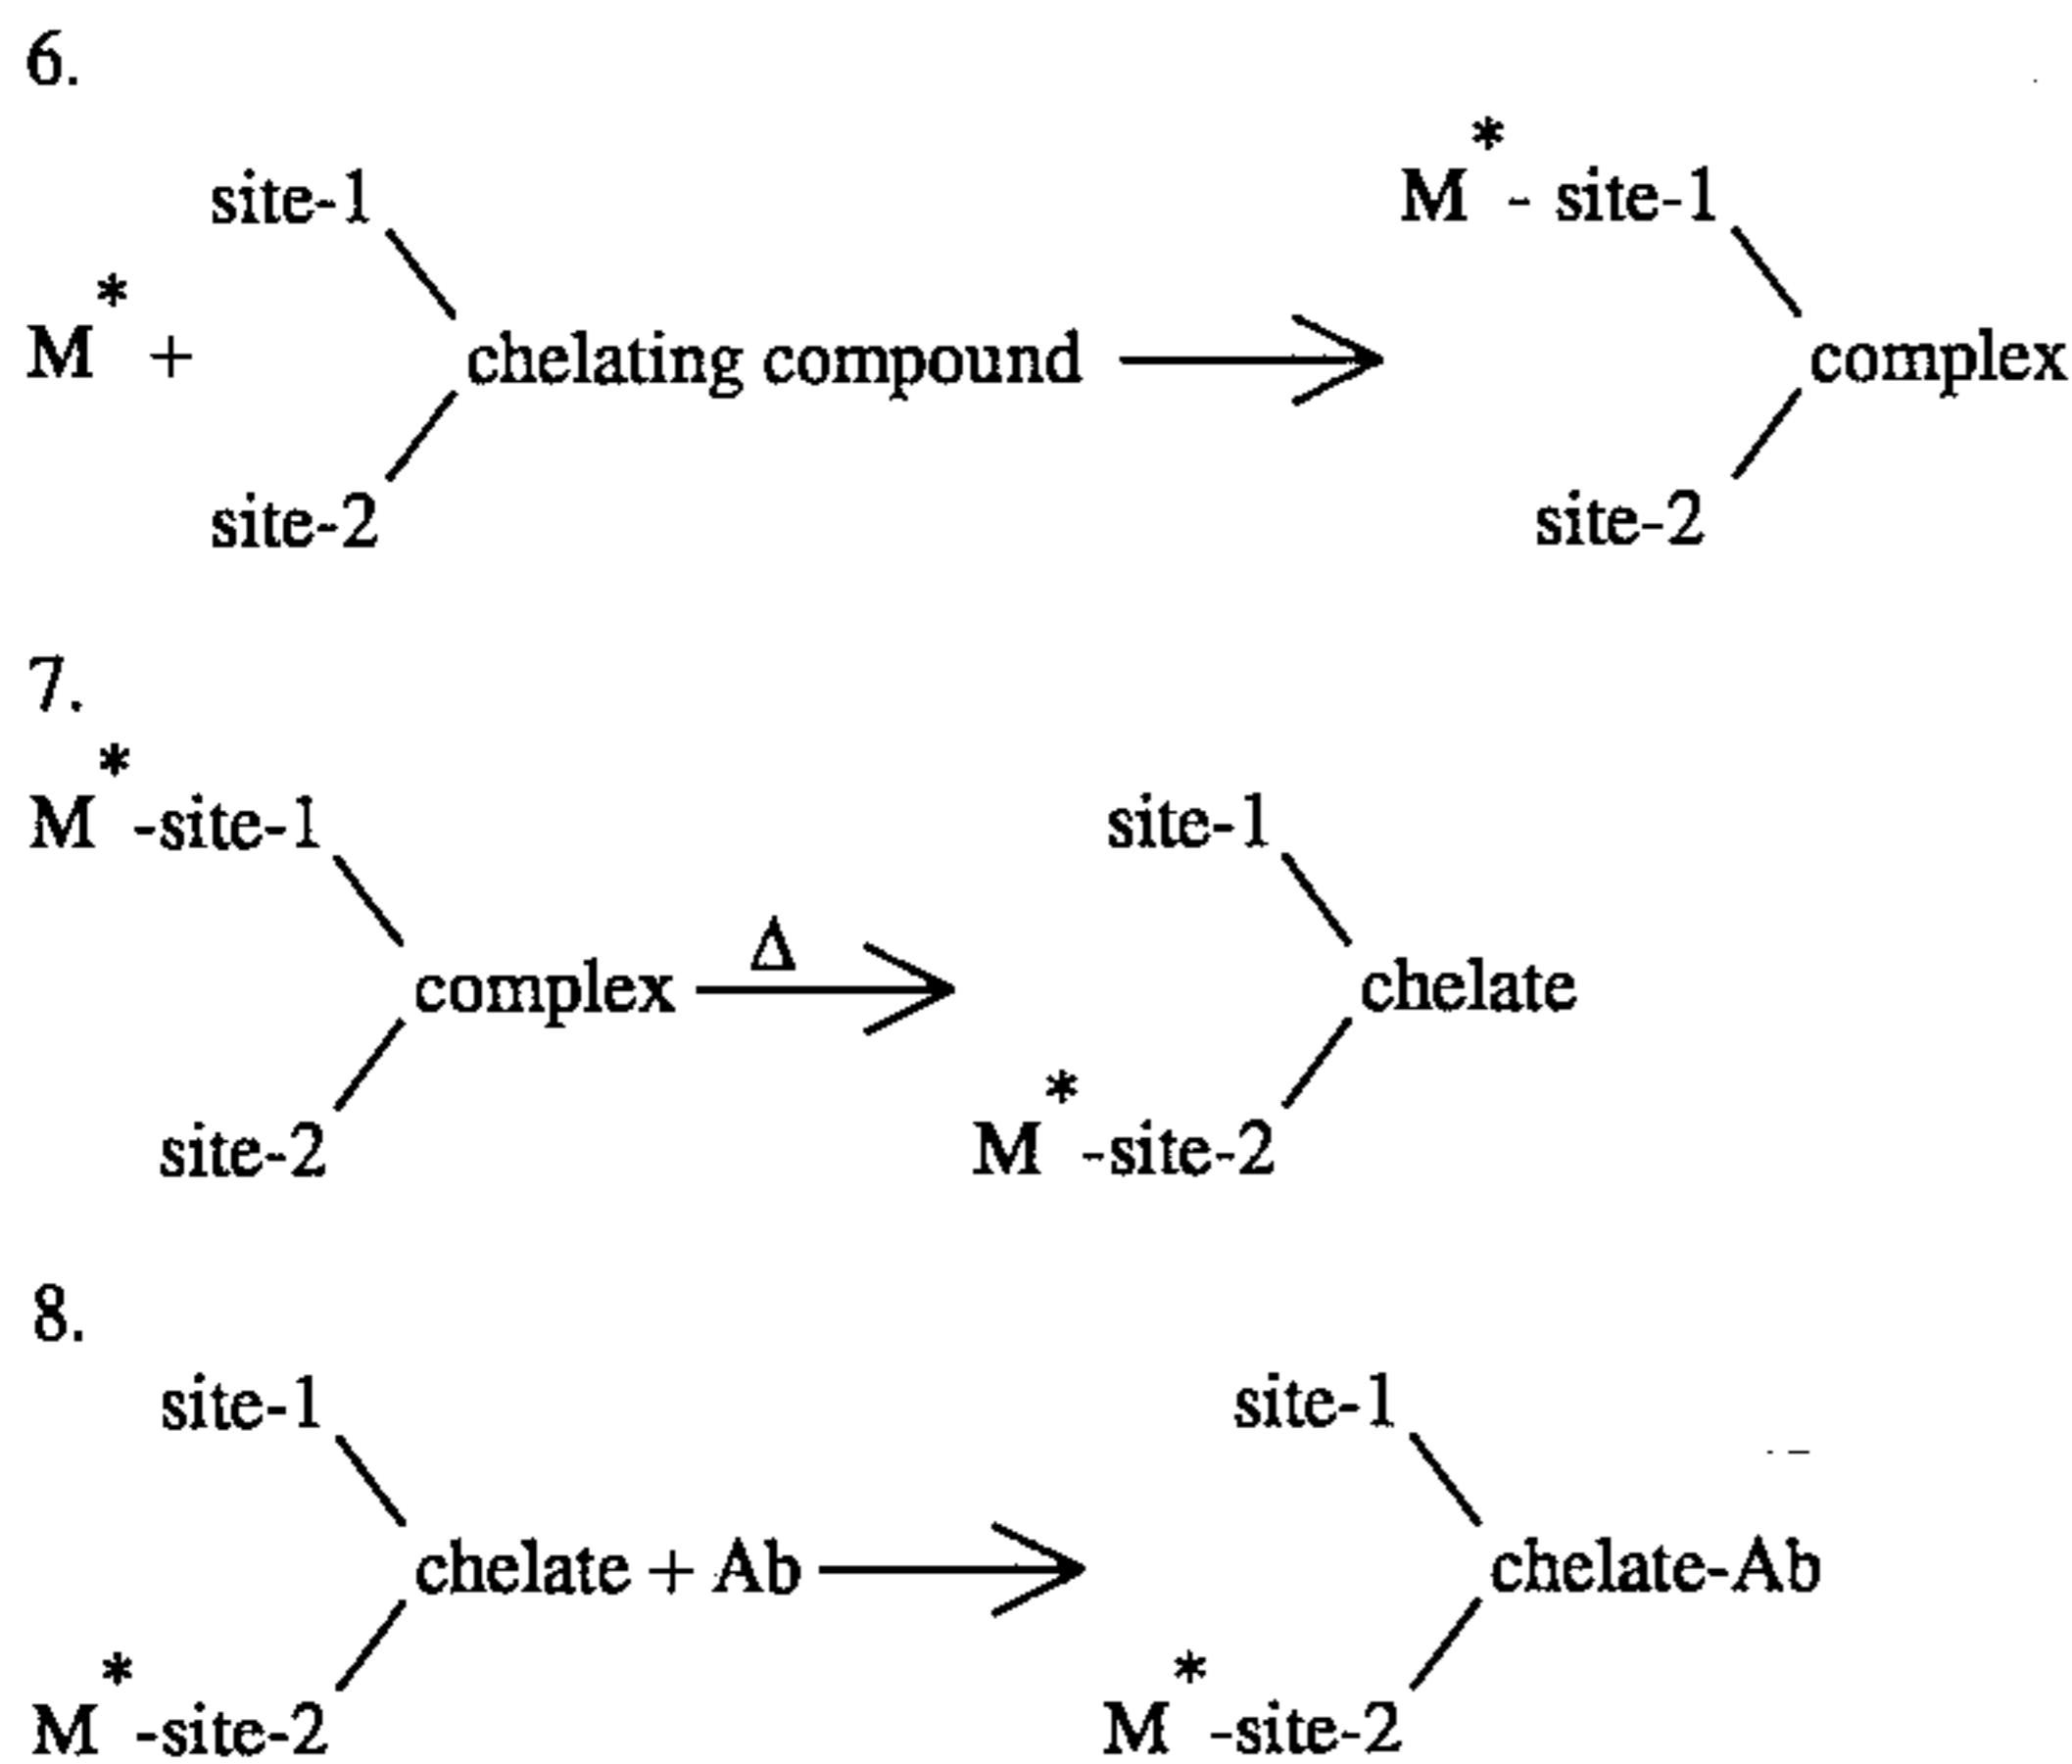 6.
*
M - site-1
site-1
*
M + chelating compound complex
site-2
site-2
7.
*
M -site-1
site-1
Δ
complex chelate
*
site-2
M -site-2
8.
site-1
site-1
chelate + Ab chelate-Ab
*
*
M -site-2
M -site-2